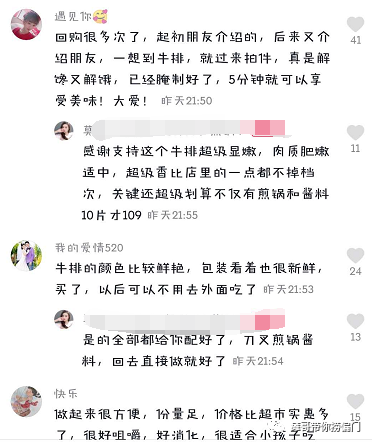 遇见你🥰
回购很多次了，起初朋友介绍的，后来又介
绍朋友，一想到牛排，就过来拍件，真是解
馋又解饿，已经腌制好了，5分钟就可以享
受美味！大爱！ 昨天21:50
41
莫
感谢支持这个牛排超级显嫩，肉质肥嫩
适中，超级香比店里的一点都不掉档
次，关键还超级划算不仅有煎锅和酱料
10片才109 昨天21:55
11
我的爱情520
牛排的颜色比较鲜艳，包装看着也很新鲜，
买了，以后可以不用去外面吃了 昨天21:53
24
是的全部都给你配好了，刀叉煎锅酱
料，回去直接做就好了 昨天21:54
13
快乐
做起来很方便，份量足，价格比超市实惠多
了，很好咀嚼，好消化，很适合小孩子吃
15
哥带你捞偏门